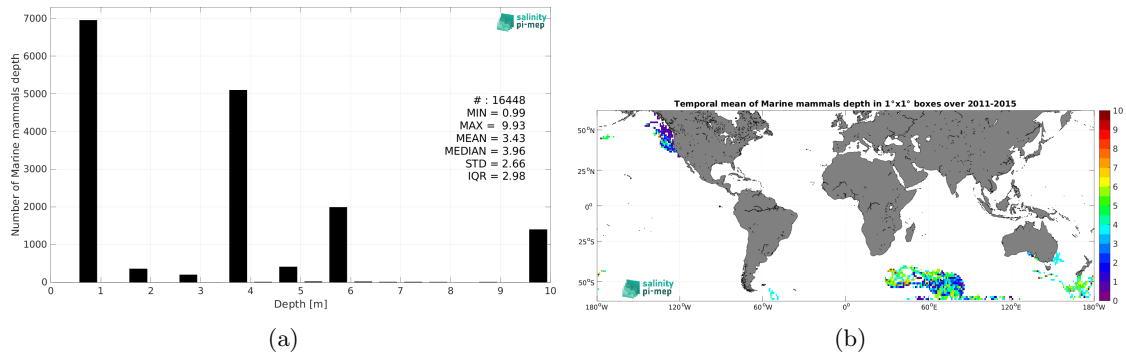 7000
6000
5000
4000
3000
2000
1000
0
Number of Marine mammals depth
salinity
pi-mep
# : 16448
MIN = 0.99
MAX = 9.93
MEAN = 3.43
MEDIAN = 3.96
STD = 2.66
IQR = 2.98
0 1 2 3 4 5 6 7 8 9 10
Depth [m]
(a)
Temporal mean of Marine mammals depth in 1°x1° boxes over 2011-2015
50°N
25°N
0°
25°S
50°S
salinity
pi-mep
180°W 120°W 60°W 0° 60°E 120°E 180°E
10
9
8
7
6
5
4
3
2
1
0
(b)